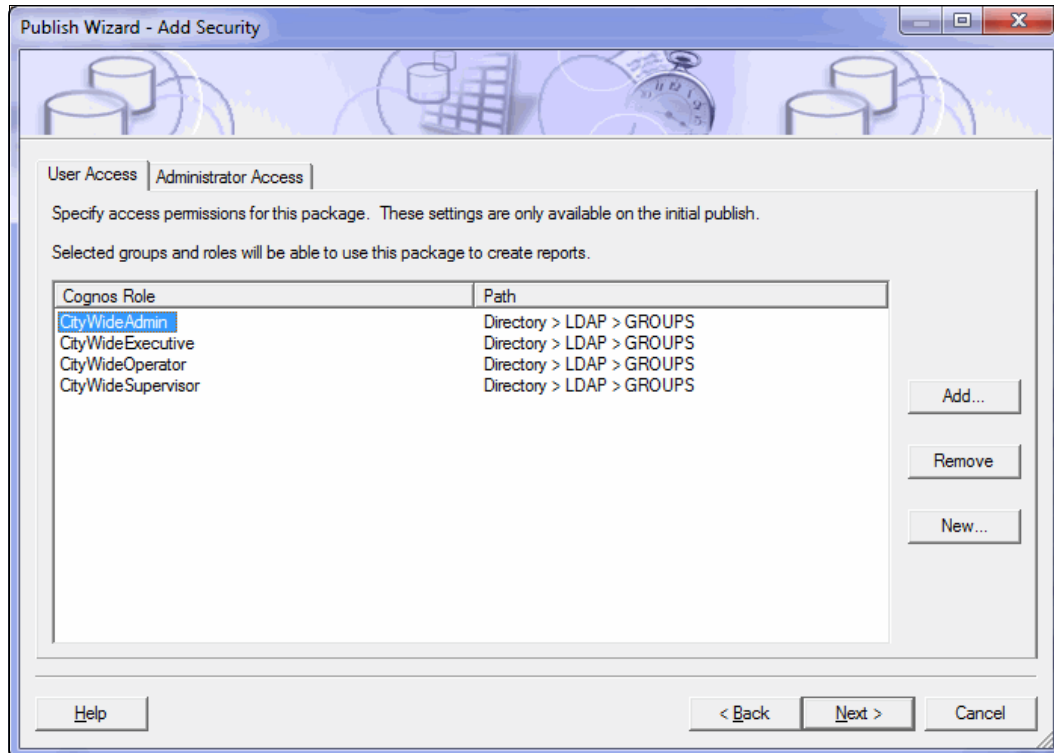 Publish Wizard - Add Security
User Access
Administrator Access
Specify access permissions for this package. These settings are only available on the initial publish.
Selected groups and roles will be able to use this package to create reports.
Cognos Role Path
CityWideAdmin Directory > LDAP > GROUPS
CityWideExecutive Directory > LDAP > GROUPS
CityWideOperator Directory > LDAP > GROUPS
CityWideSupervisor Directory > LDAP > GROUPS
Add...
Remove
New...
Help
< Back
Next >
Cancel